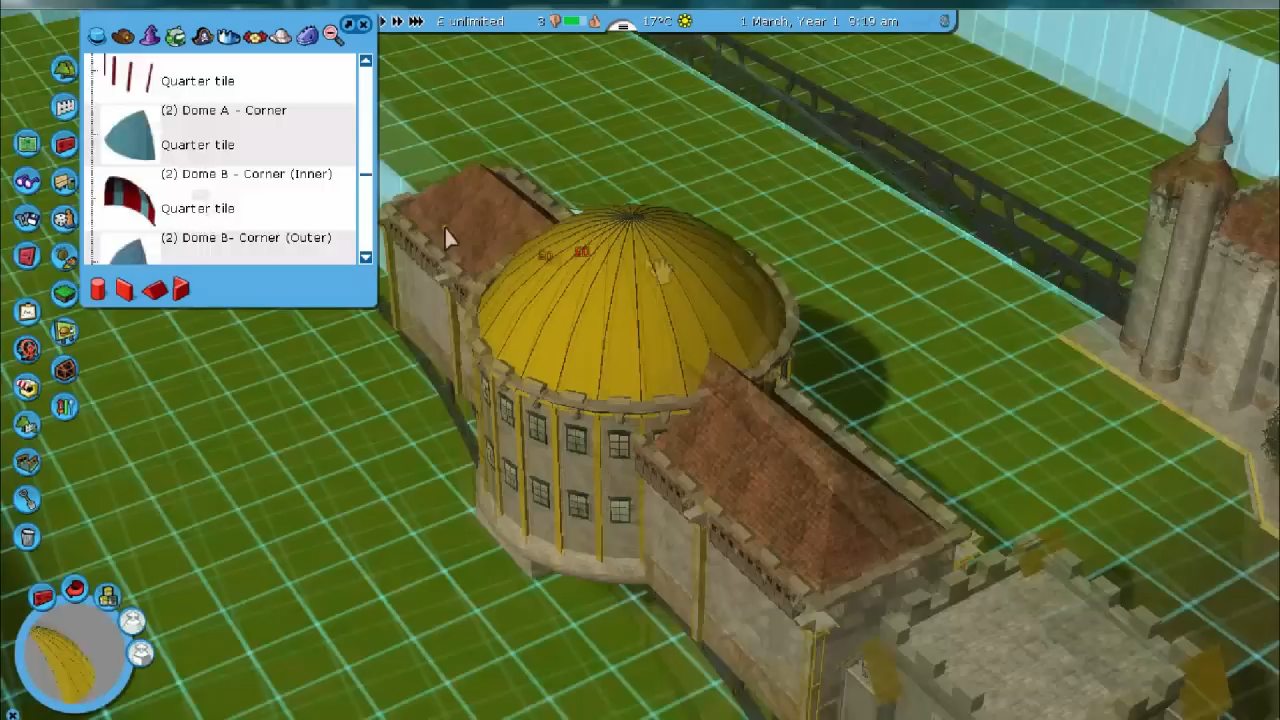 £ unlimited
3
17°C
1 March, Year 1 9:19 am
Quarter tile
(2) Dome A - Corner
Quarter tile
(2) Dome B - Corner (Inner)
Quarter tile
(2) Dome B- Corner (Outer)